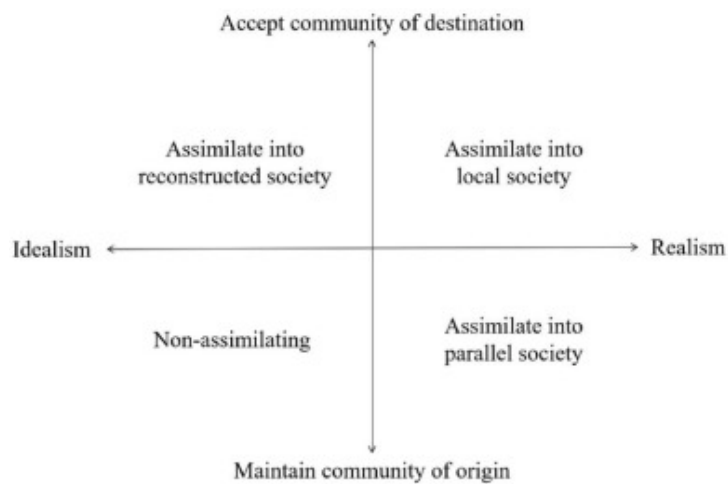 Accept community of destination
Assimilate into
reconstructed society
Assimilate into
local society
Idealism
Realism
Non-assimilating
Assimilate into
parallel society
Maintain community of origin